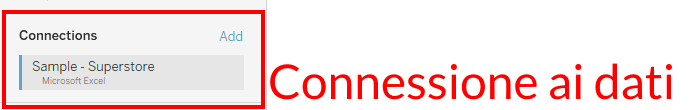 Connections Add
Sample - Superstore
Microsoft Excel
Connessione ai dati